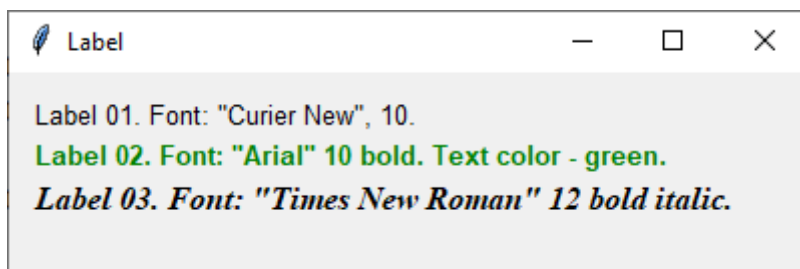 Label
Label 01. Font: "Curier New", 10.
Label 02. Font: "Arial" 10 bold. Text color - green.
Label 03. Font: "Times New Roman" 12 bold italic.